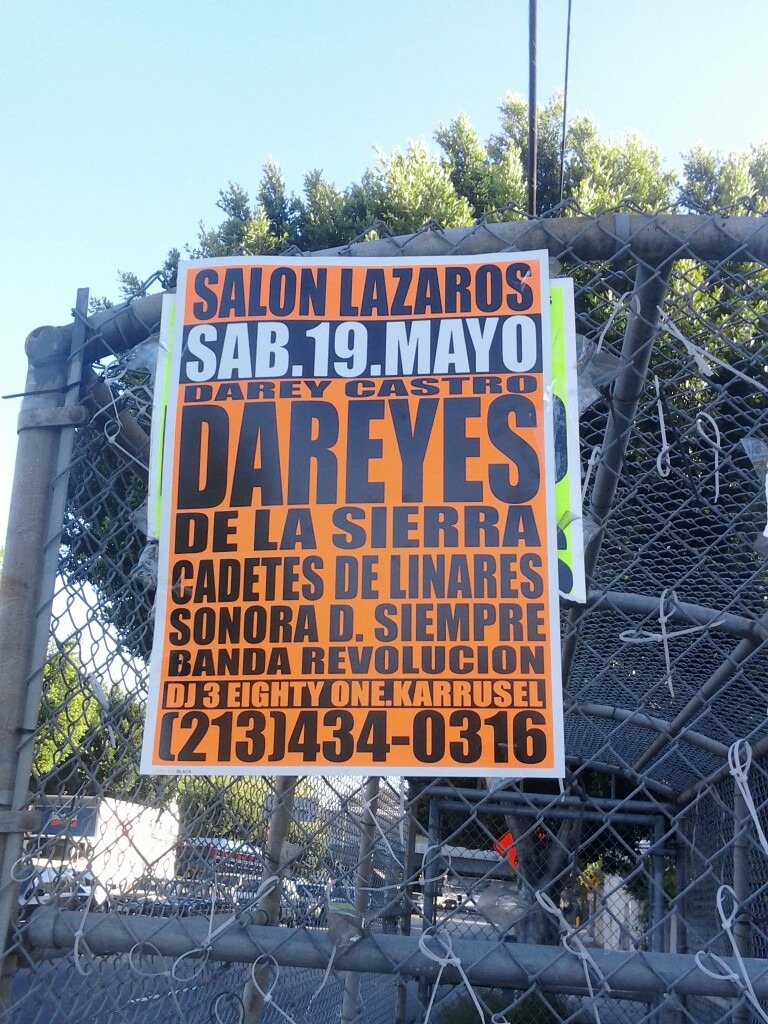 SALON LAZAROS
SAB.19.MAYO
DAREY CASTRO
DAREYES
DE LA SIERRA
CADETES DE LINARES
SONORA D. SIEMPRE
BANDA REVOLUCION
DJ 3 EIGHTY ONE.KARRUSEL
(213)434-0316
BLACK